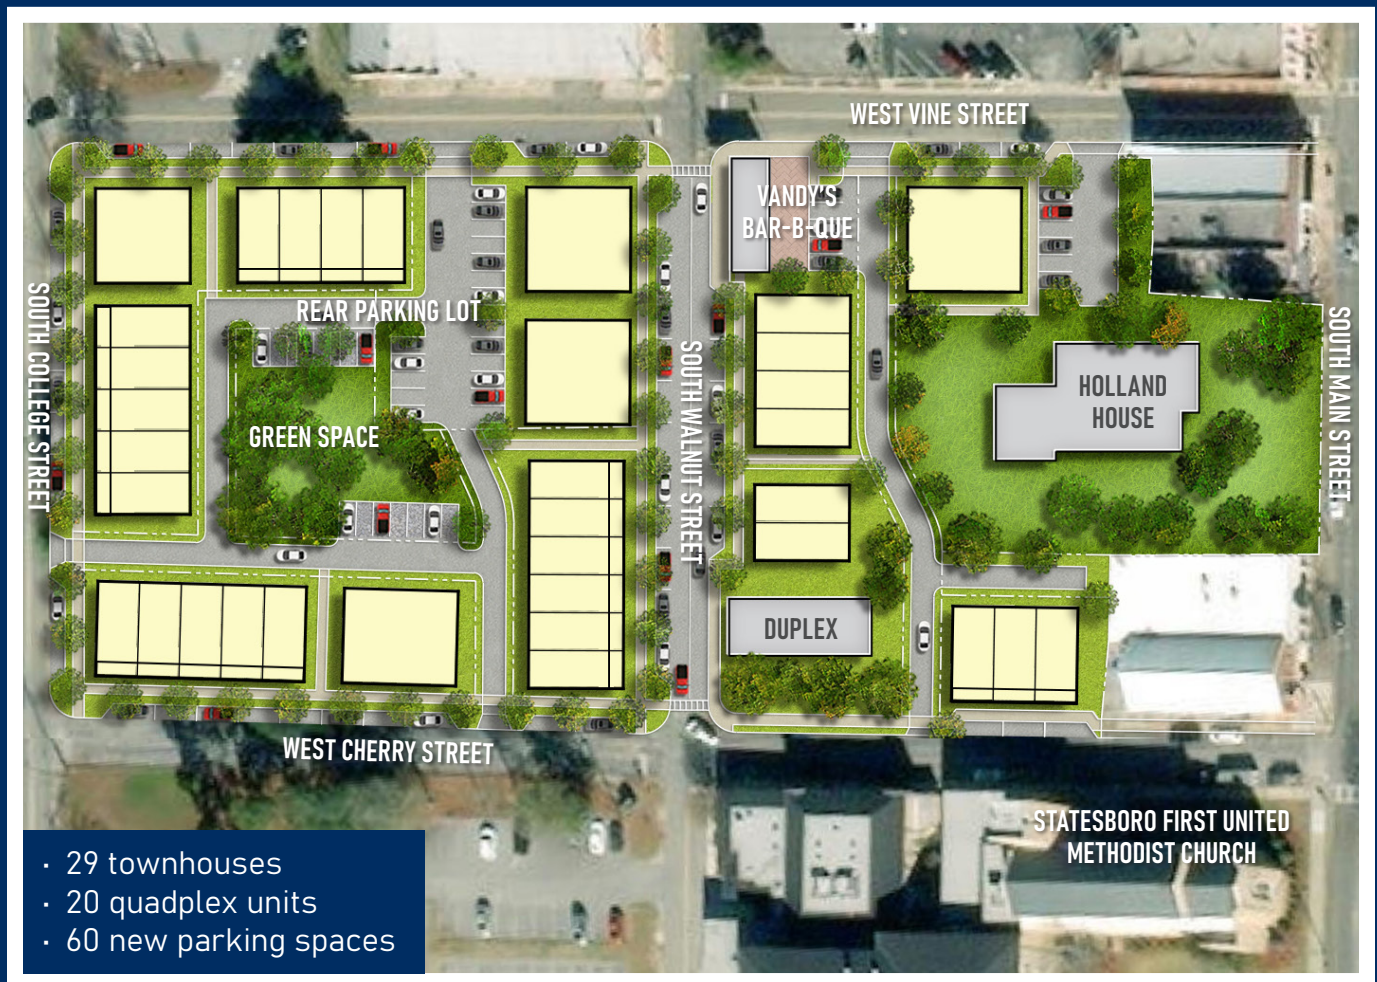 WEST VINE STREET
VANDY'S
BAR-B-QUE
REAR PARKING LOT
SOUTH COLLEGE STREET
SOUTH WALNUT STREET
SOUTH MAIN STREET
HOLLAND
HOUSE
GREEN SPACE
DUPLEX
WEST CHERRY STREET
STATESBORO FIRST UNITED
METHODIST CHURCH
· 29 townhouses
· 20 quadplex units
· 60 new parking spaces